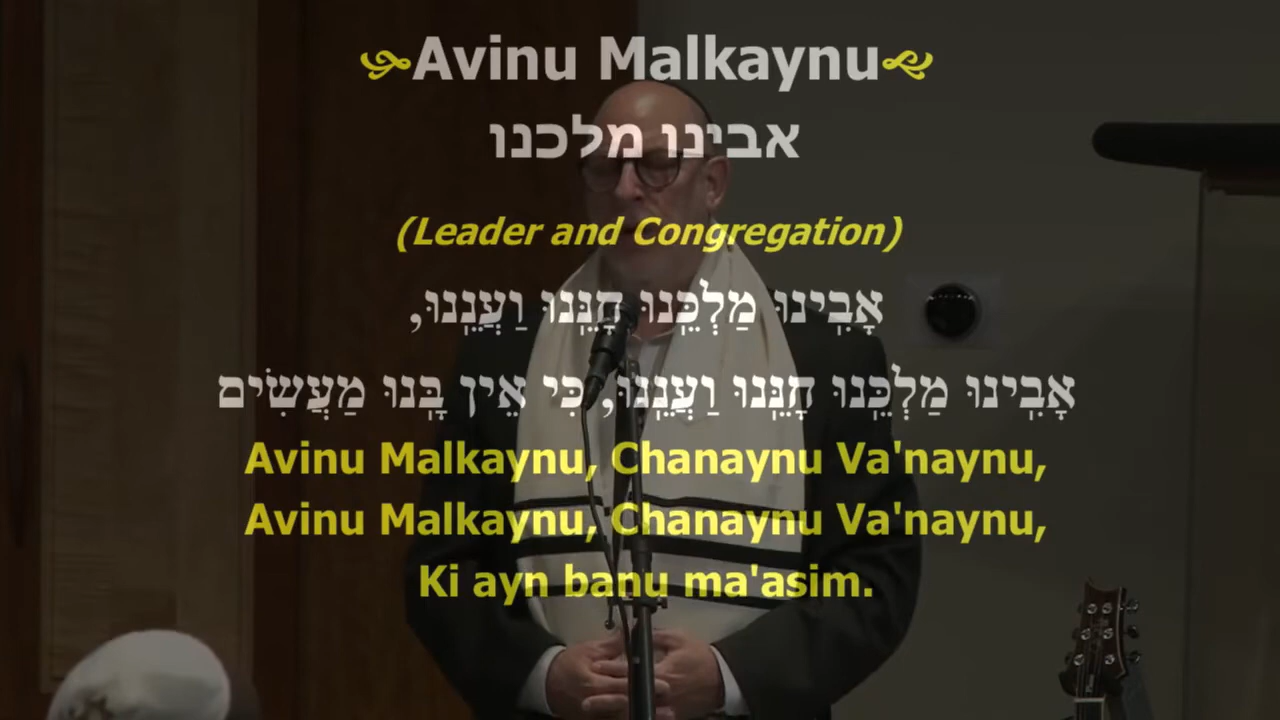 Avinu Malkaynu
אבינו מלכנו
(Leader and Congregation)
אָבִֽינוּ מַלְכֵּֽנוּ חָנֵּֽנוּ וַעֲנֵֽנוּ,
אָבִֽינוּ מַלְכֵּֽנוּ חָנֵּֽנוּ וַעֲנֵֽנוּ, כִּי אֵין בָּֽנוּ מַעֲשִׂים
Avinu Malkaynu, Chanaynu Va'naynu,
Avinu Malkaynu, Chanaynu Va'naynu,
Ki ayn banu ma'asim.